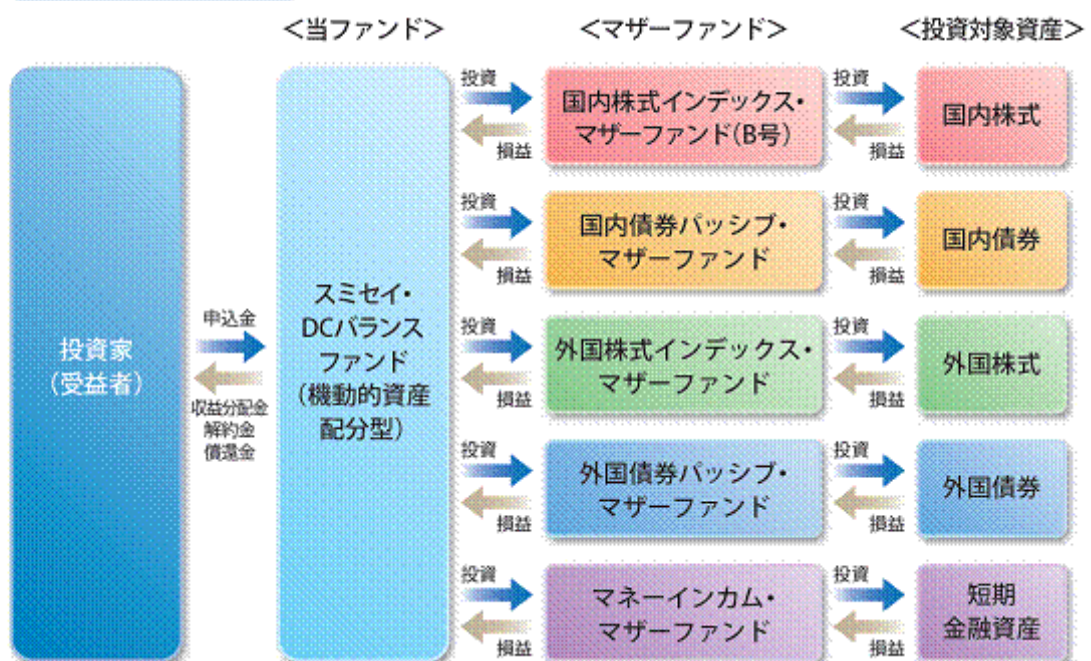 ＜当ファンド＞
＜マザーファンド＞
＜投資対象資産＞
投資家
(受益者)
申込金
収益分配金
解約金
償還金
スミセイ・
DCバランス
ファンド
(機動的資産
配分型)
投資
損益
国内株式インデックス・
マザーファンド(B号)
投資
損益
国内株式
投資
損益
国内債券パッシブ・
マザーファンド
投資
損益
国内債券
投資
損益
外国株式インデックス・
マザーファンド
投資
損益
外国株式
投資
損益
外国債券パッシブ・
マザーファンド
投資
損益
外国債券
投資
損益
マネーインカム・
マザーファンド
投資
損益
短期
金融資産